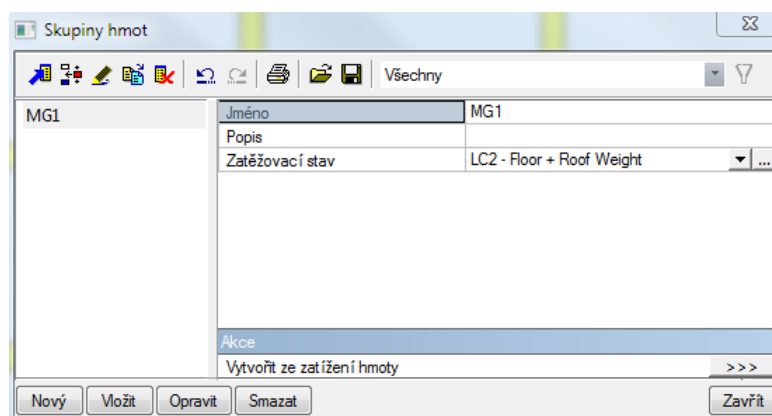 Skupiny hmot
Všechny
MG1
Jméno MG1
Popis
Zatěžovací stav LC2 - Floor + Roof Weight ...
Akce
Vytvořit ze zatížení hmoty >>>
Nový Vložit Opravit Smazat Zavřít